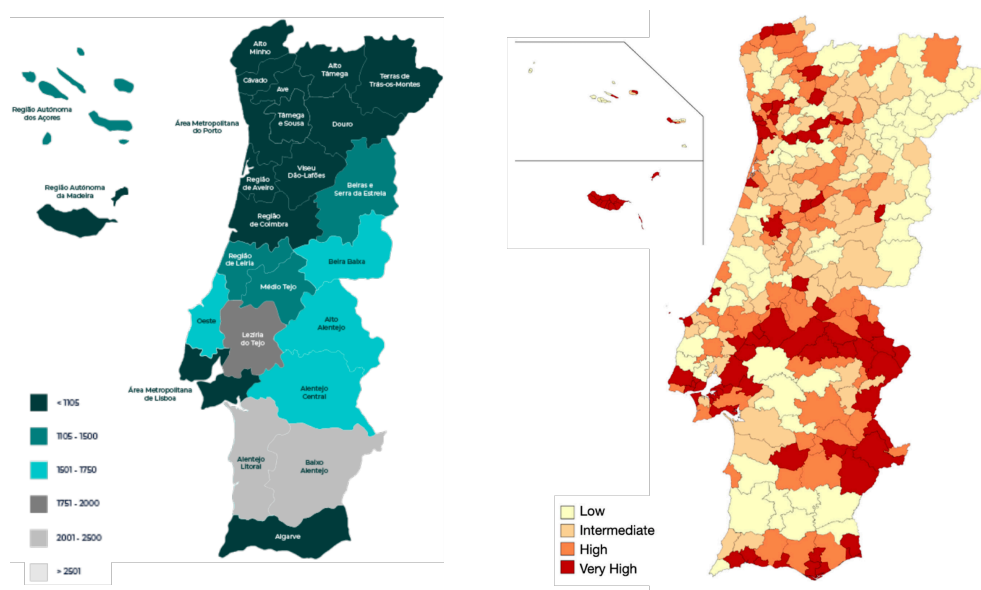 Alto
Minho
Cávado
Ave
Alto
Tâmega
Terras de
Trás-os-Montes
Região Autónoma
dos Açores
Área Metropolitana
do Porto
Tâmega
e Sousa
Douro
Região Autónoma
da Madeira
Região
de Aveiro
Viseu
Dão-Lafões
Beiras e
Serra da Estrela
Região
de Coimbra
Região
de Leiria
Beira Baixa
Médio Tejo
Oeste
Lezíria
do Tejo
Alto
Alentejo
Área Metropolitana
de Lisboa
Alentejo
Central
Alentejo
Litoral
Baixo
Alentejo
Algarve
< 1105
1105 - 1500
1501 - 1750
1751 - 2000
2001 - 2500
> 2501
Low
Intermediate
High
Very High